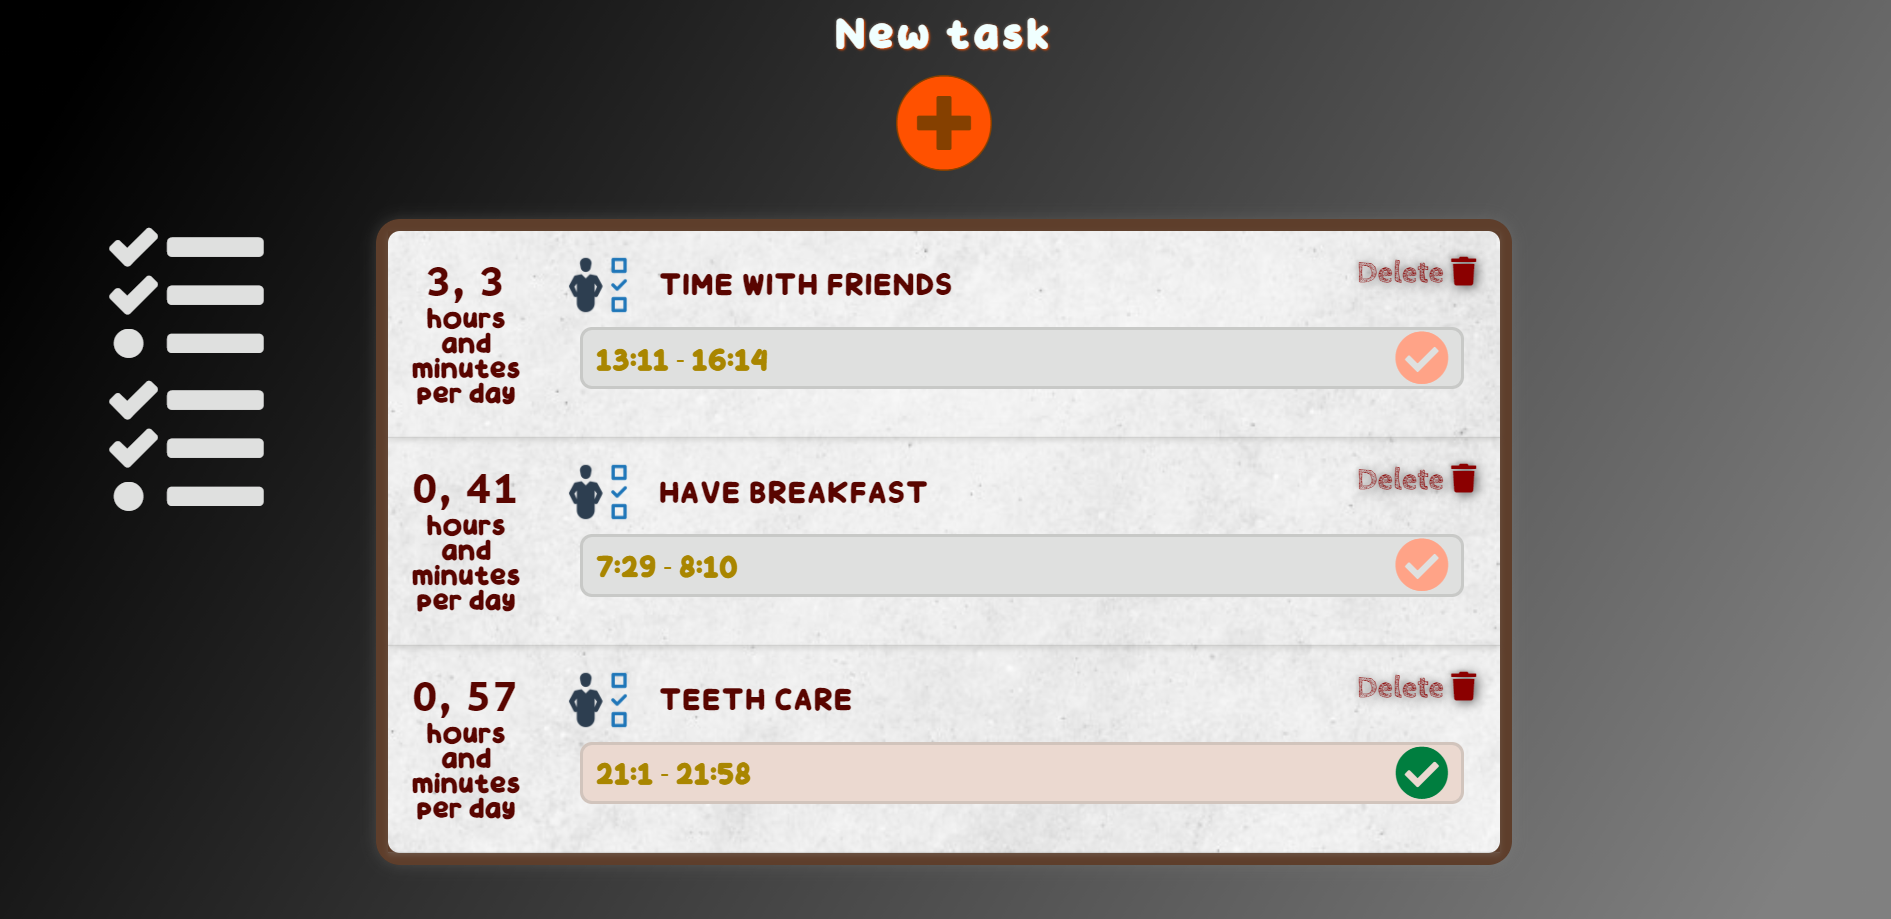 New task
3, 3
hours
and
minutes
per day
TIME WITH FRIENDS
Delete
13:11 - 16:14
0, 41
hours
and
minutes
per day
HAVE BREAKFAST
Delete
7:29 - 8:10
0, 57
hours
and
minutes
per day
TEETH CARE
Delete
21:1 - 21:58